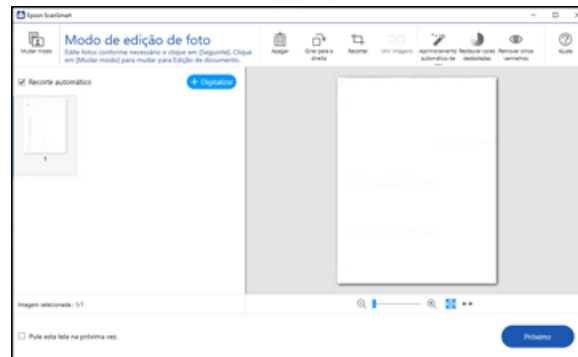 Epson ScanSmart
Mudar modo
Modo de edição de foto
Edite fotos conforme necessário e clique em [Seguinte]. Clique
em [Mudar modo] para mudar para Edição de documento.
Apagar
Girar para a
direita
Recortar
Unir imagens
Aprimoramento
automático de
Restaurar cores
desbotadas
Remover olhos
vermelhos
Ajuda
Recorte automático
+ Digitalizar
1
Imagem selecionada: 1/1
Pule esta tela na próxima vez.
Próximo